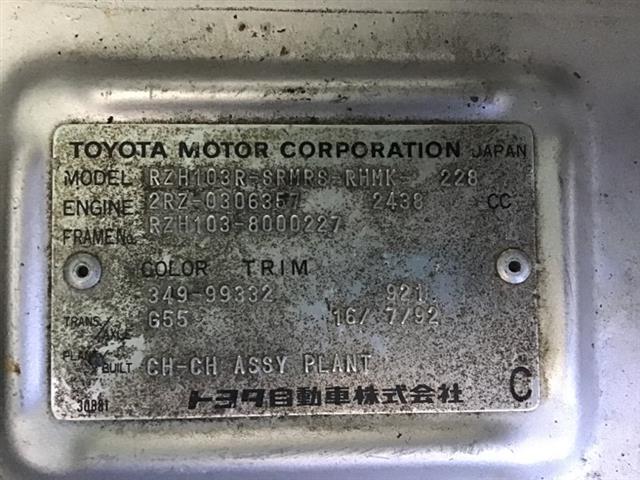 TOYOTA MOTOR CORPORATION JAPAN
MODEL RZH103R-SRMRS RHMK 228
ENGINE 2RZ-0306357 2438 CC
FRAME No. RZH103-8000227
COLOR TRIM
349-99332 921
TRANS/AXLE G55 16/ 7/92
PLANT BUILT CH-CH ASSY PLANT
トヨタ自動車株式会社 C
30881